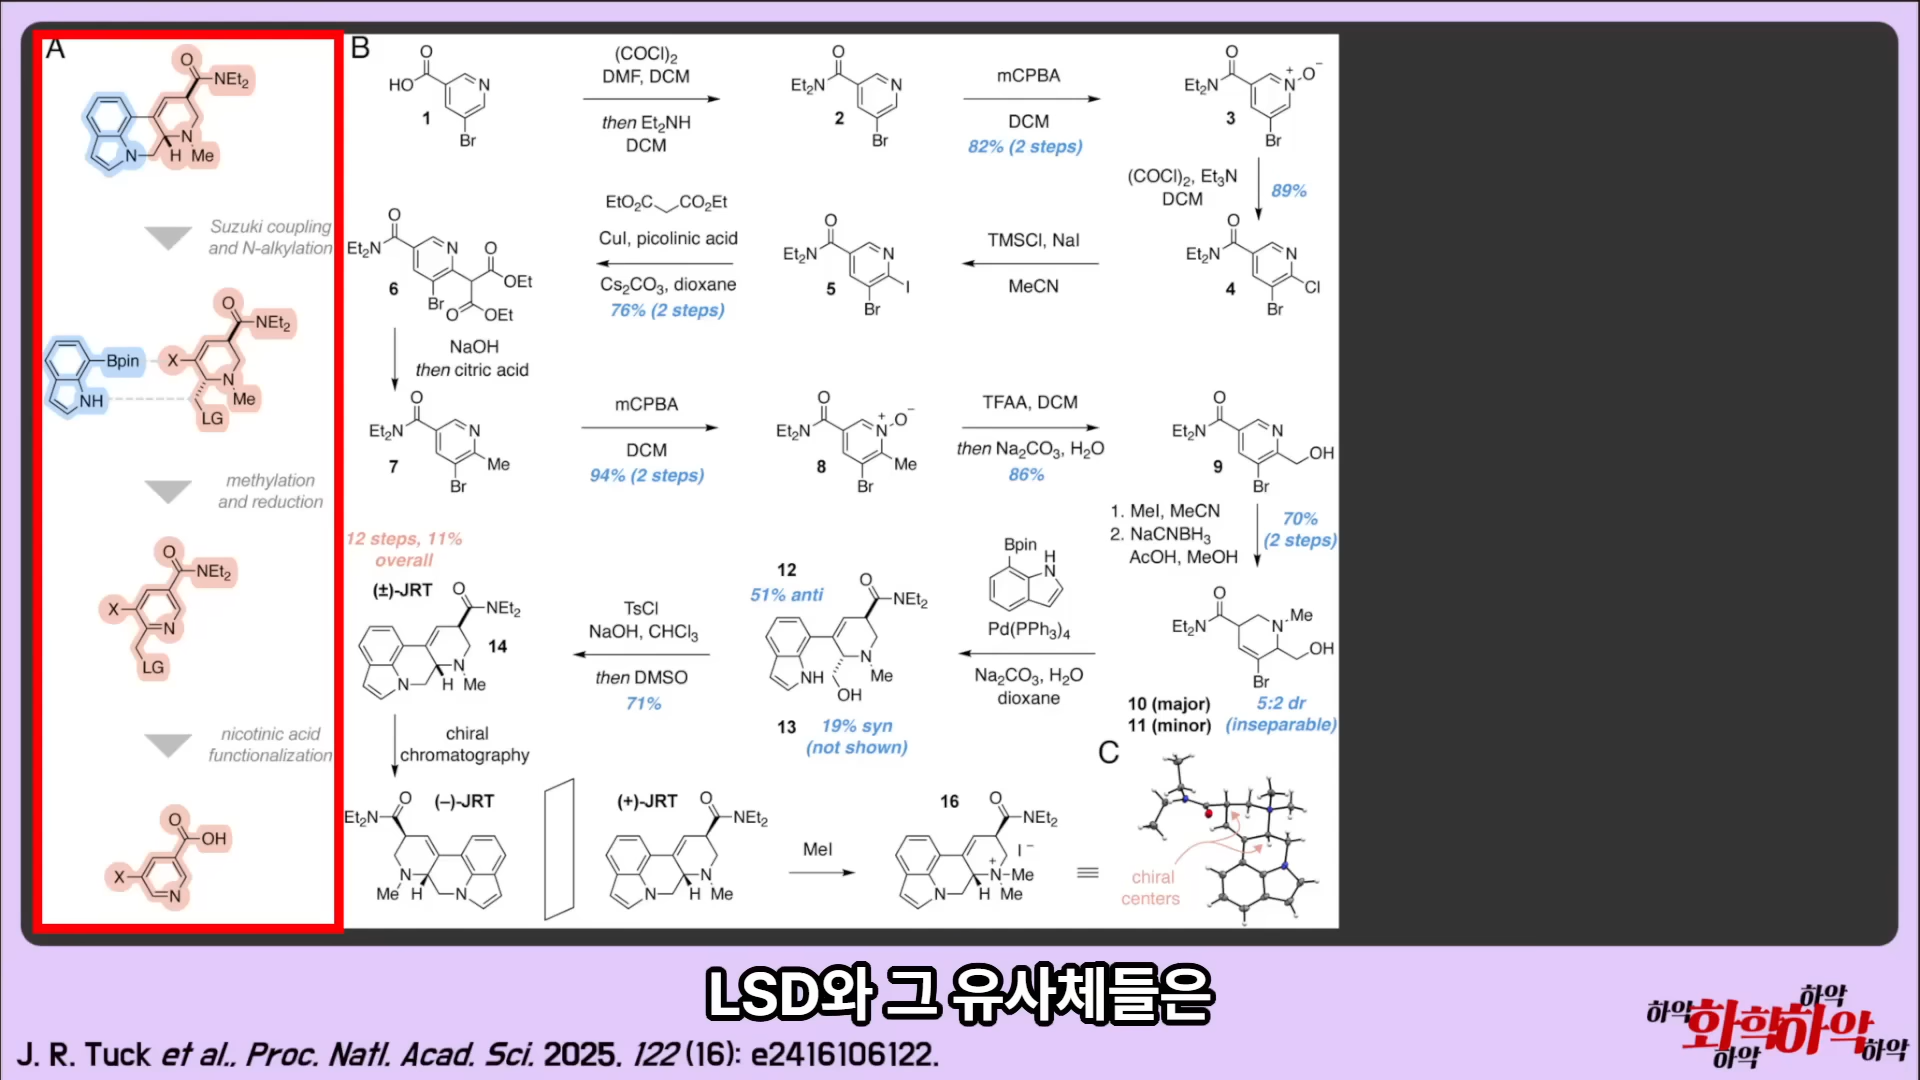 A
O
NEt2
N
N
H
Me
Suzuki coupling
and N-alkylation
O
NEt2
Bpin
X
N
NH
Me
LG
methylation
and reduction
O
NEt2
X
N
LG
nicotinic acid
functionalization
O
OH
X
N
B
O
HO
N
1
Br
(COCl)2
DMF, DCM
then Et2NH
DCM
O
Et2N
N
2
Br
mCPBA
DCM
82% (2 steps)
O
Et2N
N+
O−
3
Br
(COCl)2, Et3N
DCM
89%
O
Et2N
N
4
Cl
Br
TMSCl, NaI
MeCN
O
Et2N
N
5
I
Br
EtO2C
CO2Et
CuI, picolinic acid
Cs2CO3, dioxane
76% (2 steps)
O
Et2N
N
O
OEt
6
Br
O
OEt
NaOH
then citric acid
O
Et2N
N
7
Me
Br
mCPBA
DCM
94% (2 steps)
O
Et2N
N+
O−
8
Me
Br
TFAA, DCM
then Na2CO3, H2O
86%
O
Et2N
N
9
OH
Br
1. MeI, MeCN
2. NaCNBH3
AcOH, MeOH
70%
(2 steps)
O
Et2N
N
Me
OH
Br
10 (major)
11 (minor)
5:2 dr
(inseparable)
Bpin
H
N
Pd(PPh3)4
Na2CO3, H2O
dioxane
12
51% anti
O
NEt2
N
Me
NH
OH
13
19% syn
(not shown)
TsCl
NaOH, CHCl3
then DMSO
71%
12 steps, 11%
overall
(±)-JRT
O
NEt2
14
N
N
H
Me
chiral
chromatography
(–)-JRT
O
Et2N
N
Me
H
N
(+)-JRT
O
NEt2
N
N
H
Me
MeI
16
O
NEt2
I−
N+
Me
N
H
Me
≡
C
chiral
centers
LSD와 그 유사체들은
J. R. Tuck et al., Proc. Natl. Acad. Sci. 2025, 122 (16): e2416106122.
하악
화학하악
하악
하악
하악